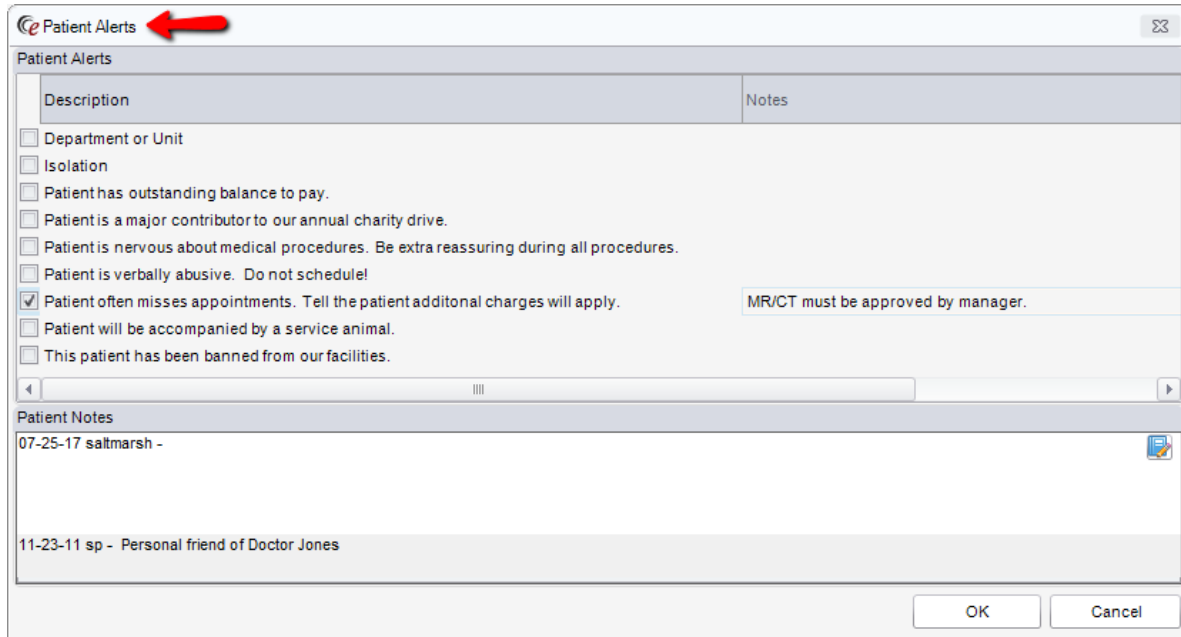 Ce Patient Alerts
Patient Alerts
Description Notes
Department or Unit
Isolation
Patient has outstanding balance to pay.
Patient is a major contributor to our annual charity drive.
Patient is nervous about medical procedures. Be extra reassuring during all procedures.
Patient is verbally abusive. Do not schedule!
Patient often misses appointments. Tell the patient additonal charges will apply. MR/CT must be approved by manager.
Patient will be accompanied by a service animal.
This patient has been banned from our facilities.
Patient Notes
07-25-17 saltmarsh -
11-23-11 sp - Personal friend of Doctor Jones
OK Cancel